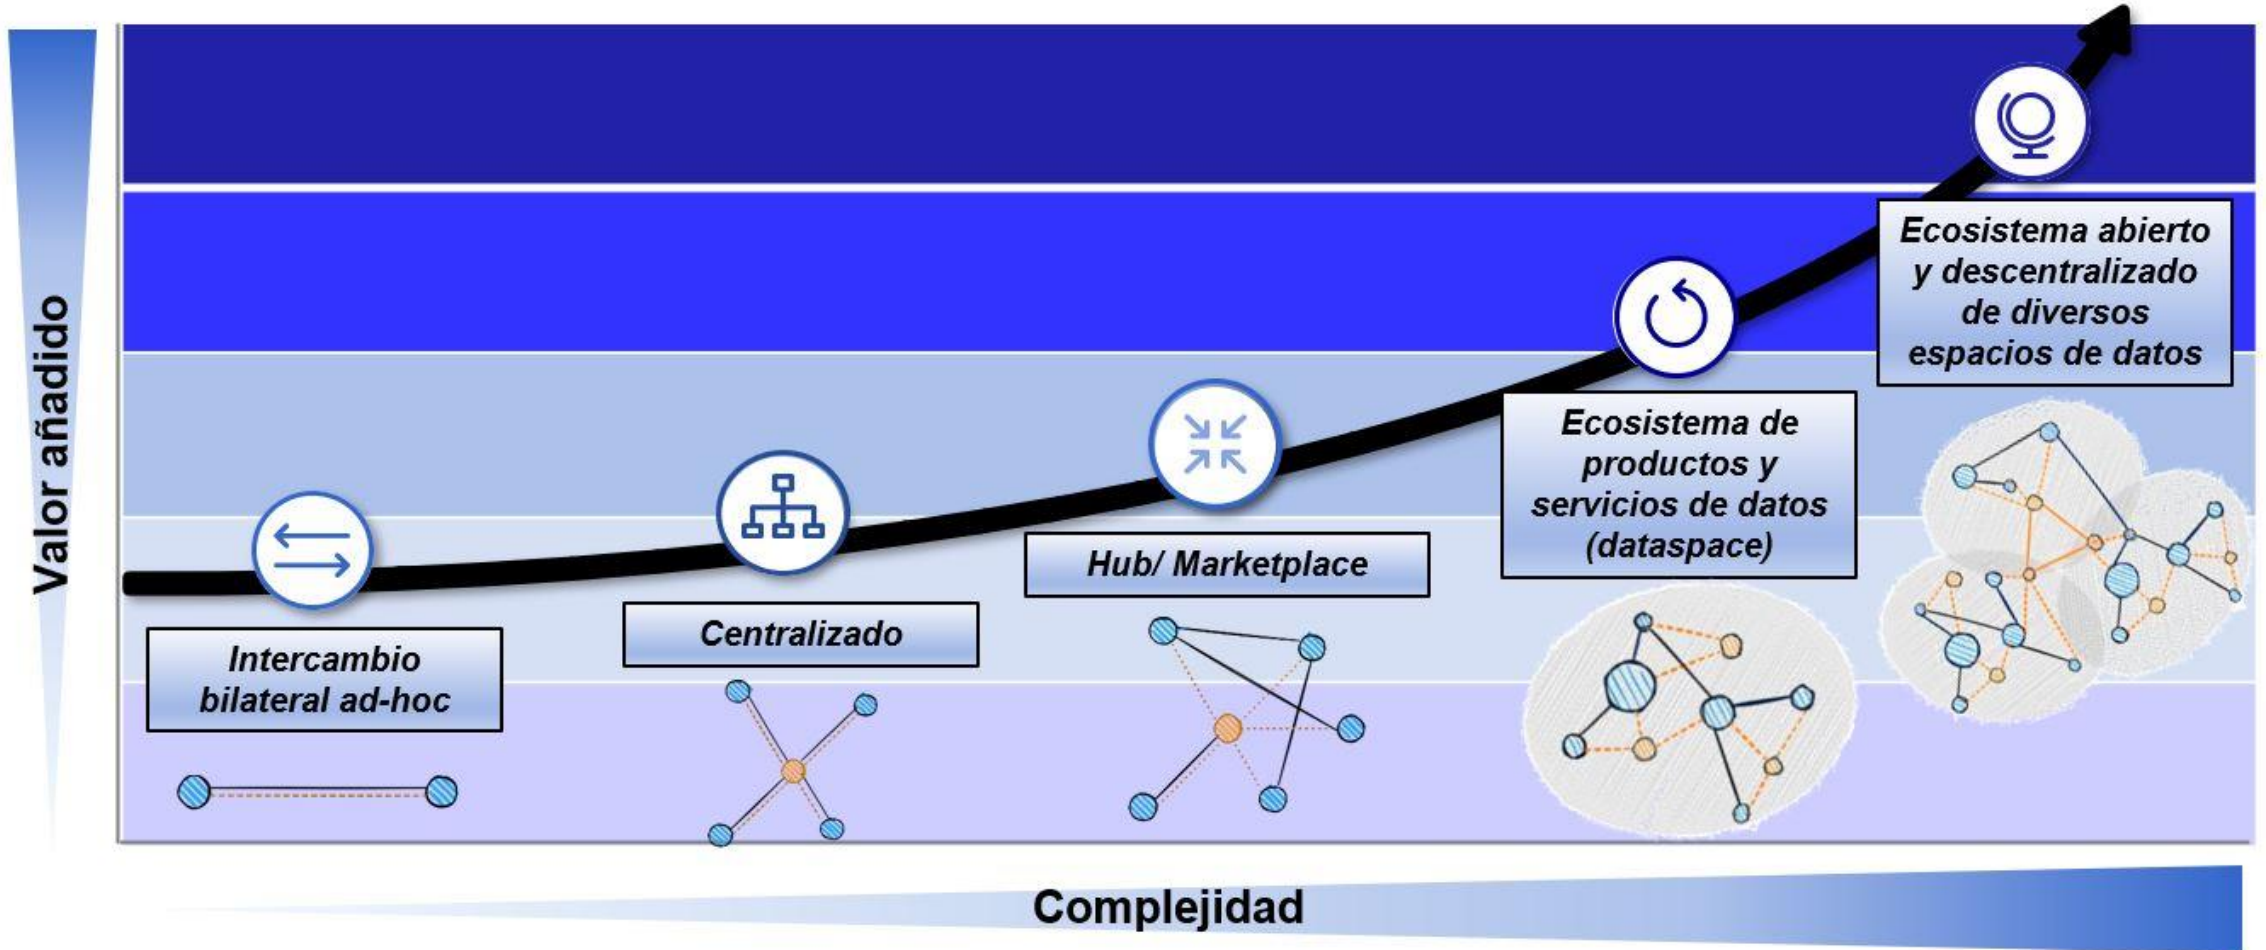 Valor añadido
Intercambio
bilateral ad-hoc
Centralizado
Hub/ Marketplace
Ecosistema de
productos y
servicios de datos
(dataspace)
Ecosistema abierto
y descentralizado
de diversos
espacios de datos
Complejidad